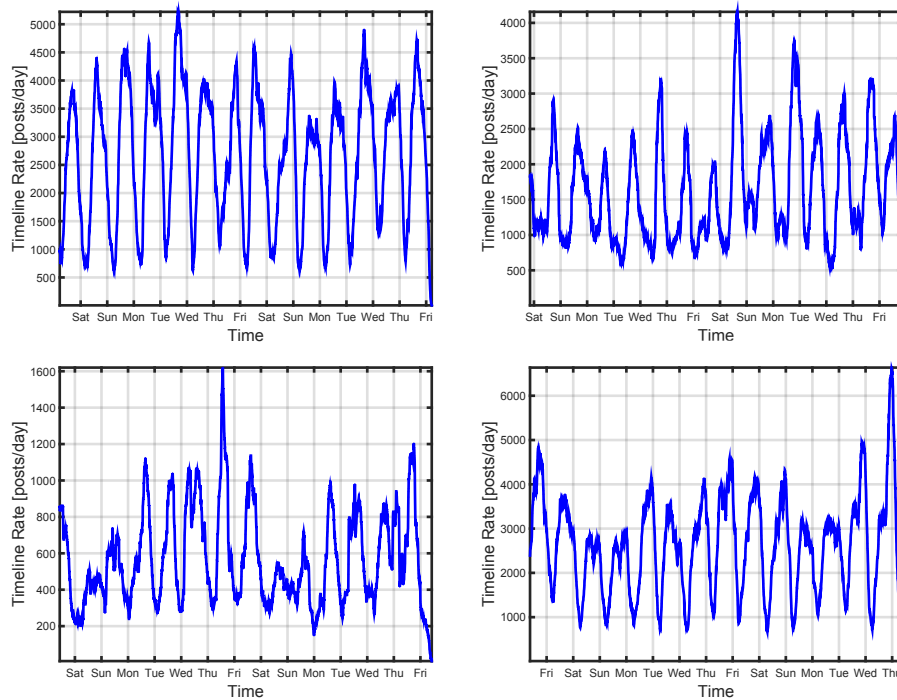 5000
4500
4000
3500
3000
2500
2000
1500
1000
500
Timeline Rate [posts/day]
Sat Sun Mon Tue Wed Thu Fri Sat Sun Mon Tue Wed Thu Fri
Time
4000
3500
3000
2500
2000
1500
1000
500
Timeline Rate [posts/day]
Sat Sun Mon Tue Wed Thu Fri Sat Sun Mon Tue Wed Thu Fri
Time
1600
1400
1200
1000
800
600
400
200
Timeline Rate [posts/day]
Sat Sun Mon Tue Wed Thu Fri Sat Sun Mon Tue Wed Thu Fri
Time
6000
5000
4000
3000
2000
1000
Timeline Rate [posts/day]
Fri Sat Sun Mon Tue Wed Thu Fri Sat Sun Mon Tue Wed Thu
Time